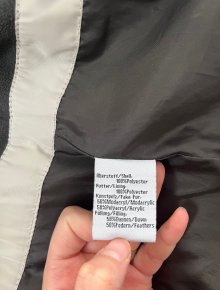 Oberstoff/Shell:
100%Polyester
Futter/Lining:
100%Polyester
Kunstpelz/Fake Fur:
50%Modacryl/Modacrylic
50%Polyacryl/Acrylic
Füllung/Filling:
50%Daunen/Down
50%Federn/Feathers